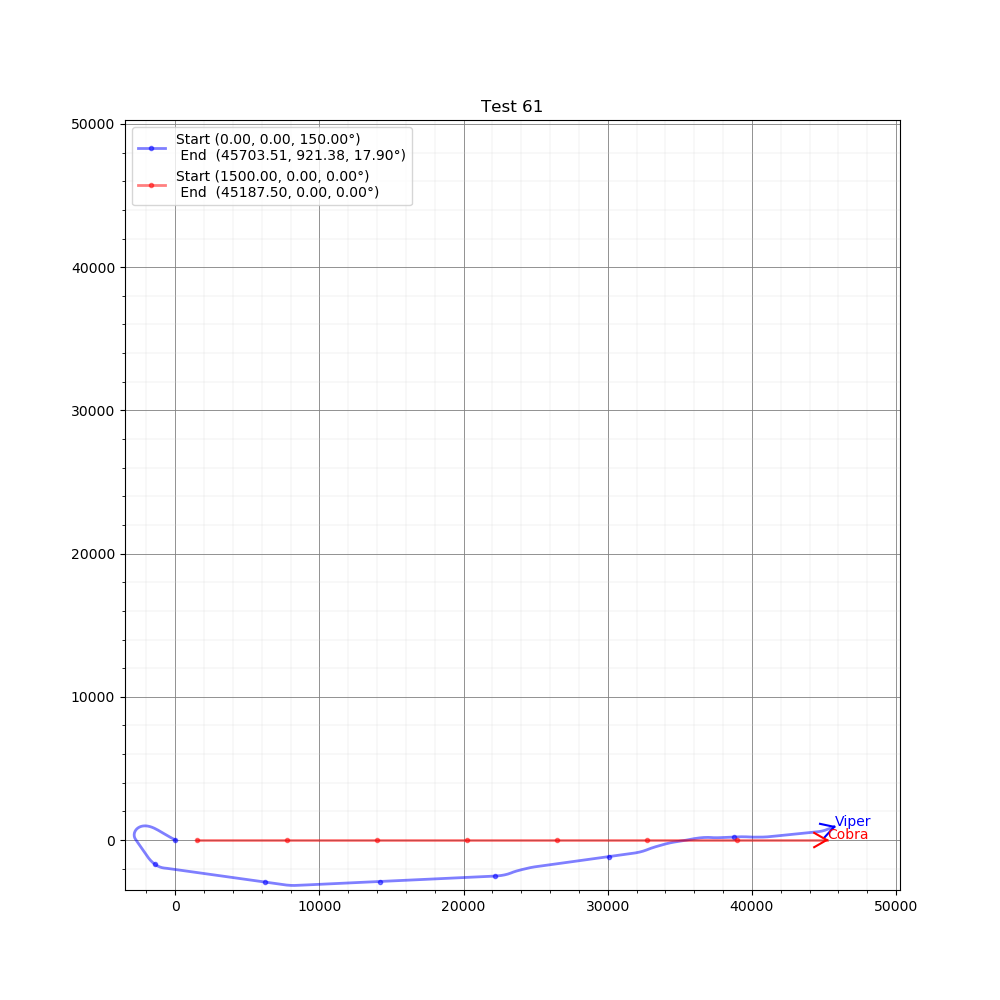 Test 61
50000
40000
30000
20000
10000
0
Start (0.00, 0.00, 150.00°)
End (45703.51, 921.38, 17.90°)
Start (1500.00, 0.00, 0.00°)
End (45187.50, 0.00, 0.00°)
Viper
Cobra
0 10000 20000 30000 40000 50000